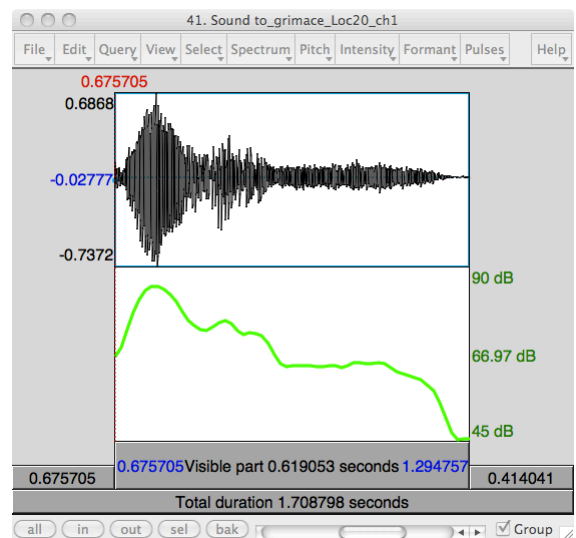 41. Sound to_grimace_Loc20_ch1
File Edit Query View Select Spectrum Pitch Intensity Formant Pulses Help
0.675705
0.6868
-0.02777
-0.7372
90 dB
66.97 dB
45 dB
0.675705 Visible part 0.619053 seconds 1.294757
0.675705 0.414041
Total duration 1.708798 seconds
all in out sel bak Group